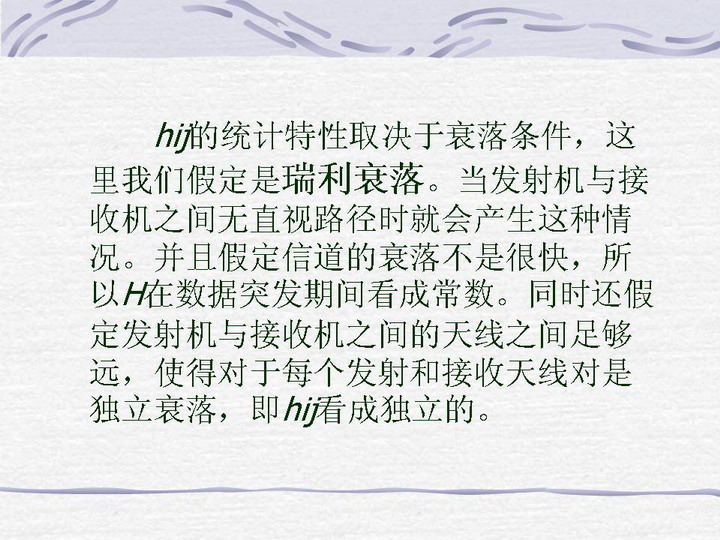 hij的统计特性取决于衰落条件，这
里我们假定是瑞利衰落。当发射机与接
收机之间无直视路径时就会产生这种情
况。并且假定信道的衰落不是很快，所
以H在数据突发期间看成常数。同时还假
定发射机与接收机之间的天线之间足够
远，使得对于每个发射和接收天线对是
独立衰落，即hij看成独立的。